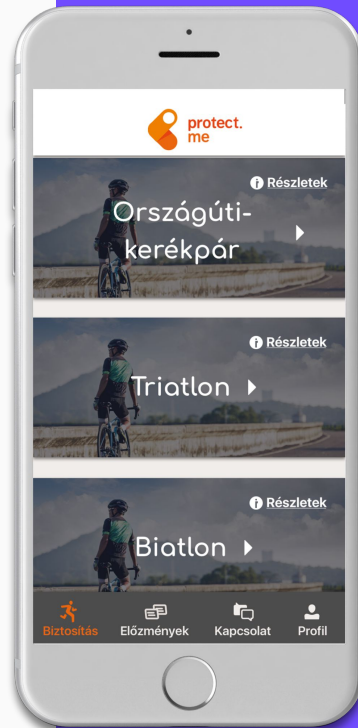 protect.
me
Részletek
Országúti-
kerékpár
Részletek
Triatlon
Részletek
Biatlon
Biztosítás Előzmények Kapcsolat Profil